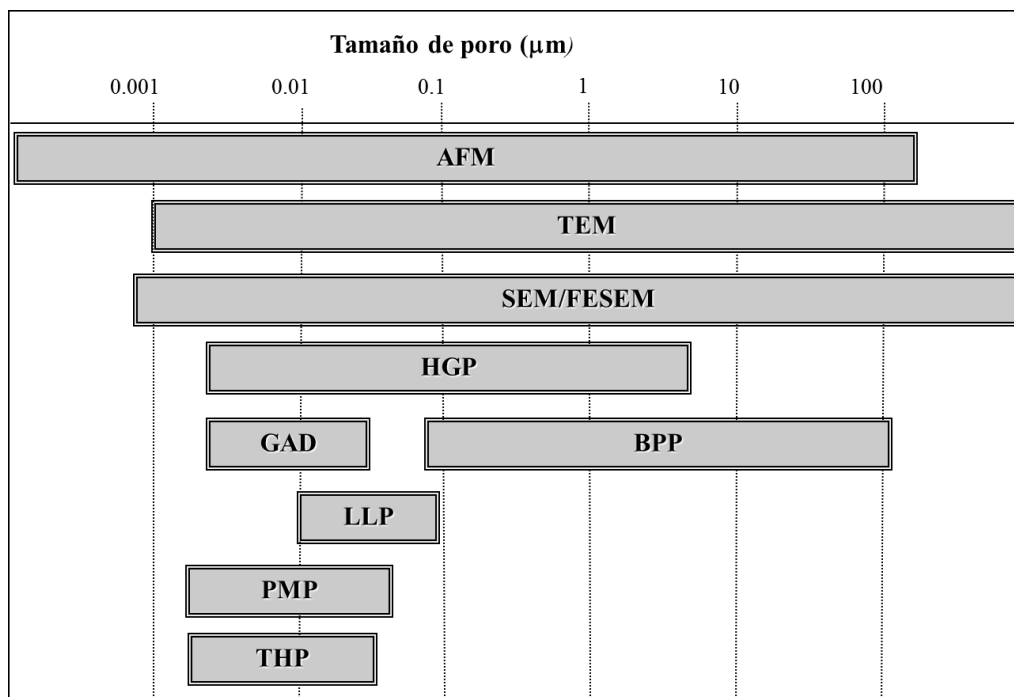 Tamaño de poro (μm)
0.001 0.01 0.1 1 10 100
AFM
TEM
SEM/FESEM
HGP
GAD BPP
LLP
PMP
THP